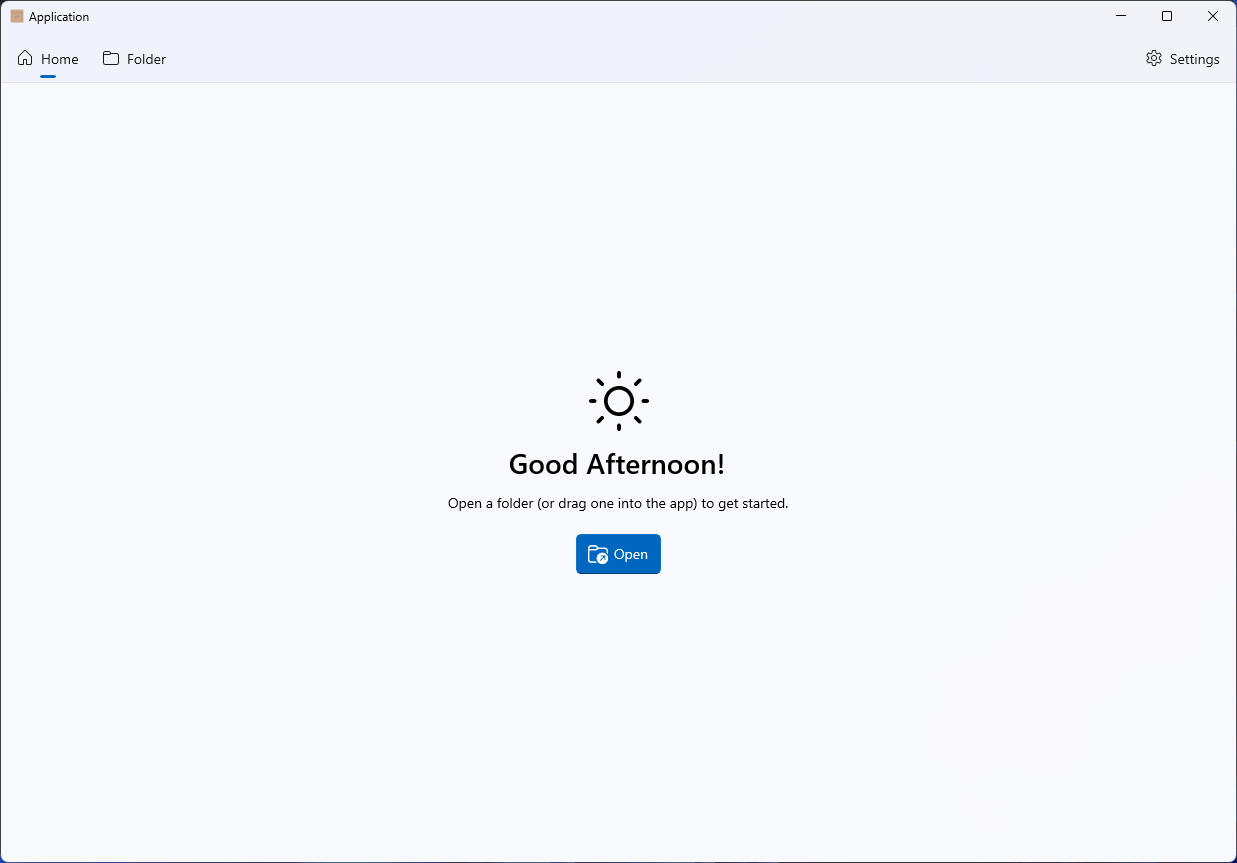 Application
Home Folder Settings
Good Afternoon!
Open a folder (or drag one into the app) to get started.
Open